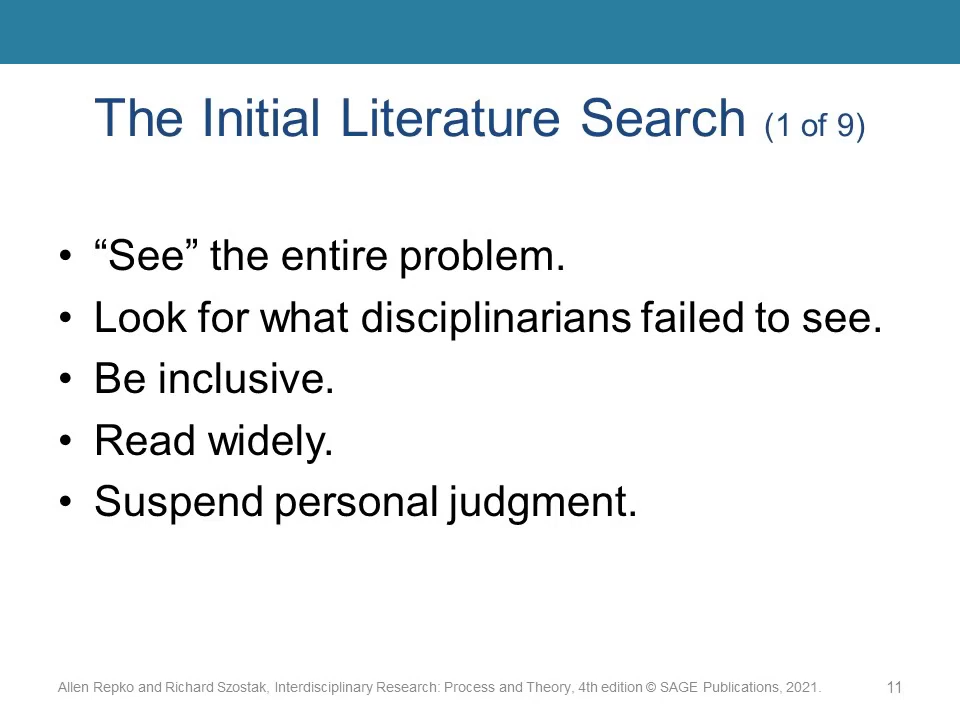 The Initial Literature Search (1 of 9)
• “See” the entire problem.
• Look for what disciplinarians failed to see.
• Be inclusive.
• Read widely.
• Suspend personal judgment.
Allen Repko and Richard Szostak, Interdisciplinary Research: Process and Theory, 4th edition © SAGE Publications, 2021. 11